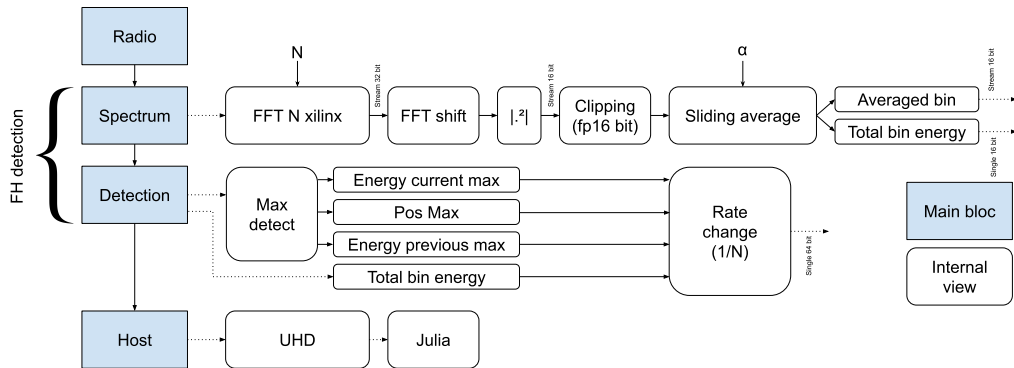 Radio
N
α
FH detection
Spectrum
FFT N xilinx
Stream 32 bit
FFT shift
|.²|
Stream 16 bit
Clipping
(fp16 bit)
Sliding average
Averaged bin
Stream 16 bit
Total bin energy
Single 16 bit
Detection
Max
detect
Energy current max
Pos Max
Energy previous max
Total bin energy
Rate
change
(1/N)
Single 64 bit
Main bloc
Internal
view
Host
UHD
Julia